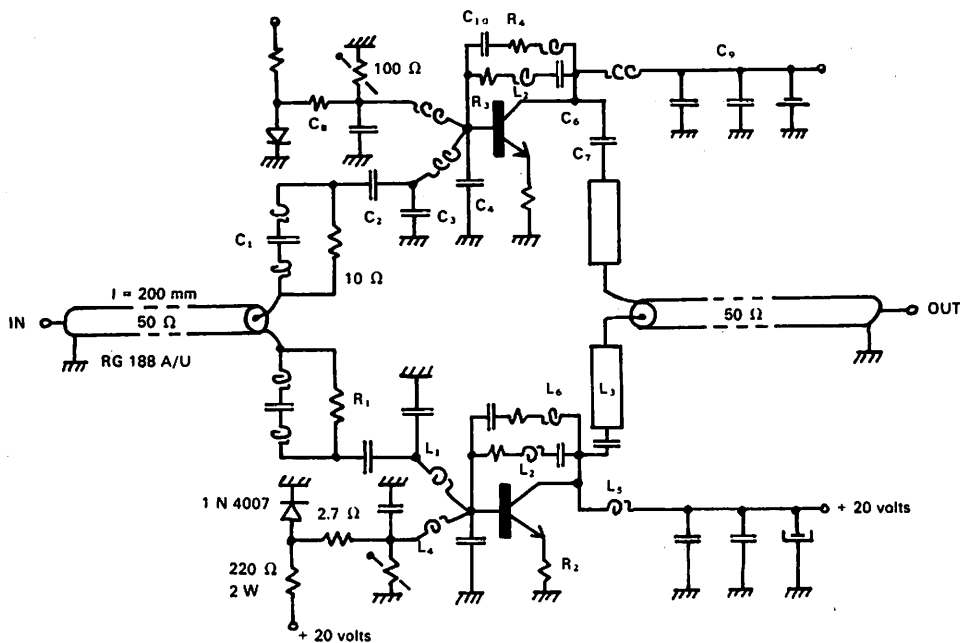 C₁₀ R₄
C₉
100 Ω
L₂
R₃
C₈
C₆
C₇
C₂ C₃ C₄
C₁
10 Ω
l = 200 mm
IN 50 Ω 50 Ω OUT
RG 188 A/U
R₁ L₃
L₆
L₁
L₂
1 N 4007 L₅
2.7 Ω + 20 volts
L₄
R₂
220 Ω
2 W
+ 20 volts